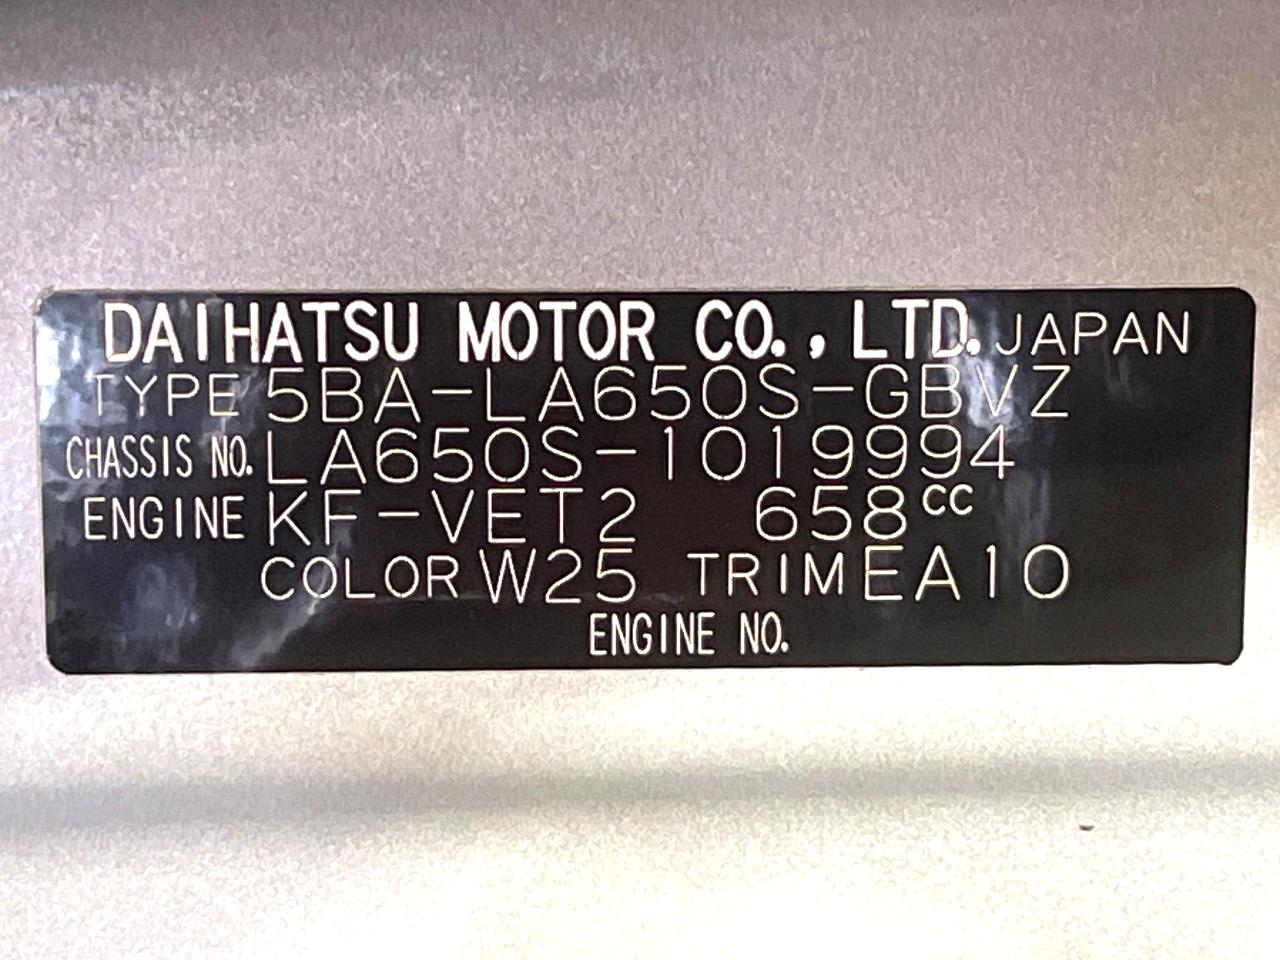 DAIHATSU MOTOR CO., LTD. JAPAN
TYPE 5BA-LA650S-GBVZ
CHASSIS NO. LA650S-1019994
ENGINE KF-VET2 658cc
COLOR W25 TRIM EA10
ENGINE NO.